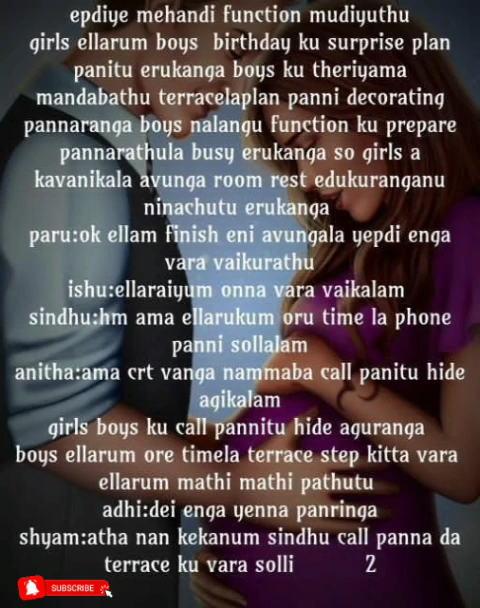 epdiye mehandi function mudiyuthu
girls ellarum boys birthday ku surprise plan
panitu erukanga boys ku theriyama
mandabathu terracelaplan panni decorating
pannaranga boys nalangu function ku prepare
pannarathula busy erukanga so girls a
kavanikala avunga room rest edukuranganu
ninachutu erukanga
paru:ok ellam finish eni avungala yepdi enga
vara vaikurathu
ishu:ellaraiyum onna vara vaikalam
sindhu:hm ama ellarukum oru time la phone
panni sollalam
anitha:ama crt vanga nammaba call panitu hide
agikalam
girls boys ku call pannitu hide aguranga
boys ellarum ore timela terrace step kitta vara
ellarum mathi mathi pathutu
adhi:dei enga yenna panringa
shyam:atha nan kekanum sindhu call panna da
terrace ku vara solli 2
SUBSCRIBE